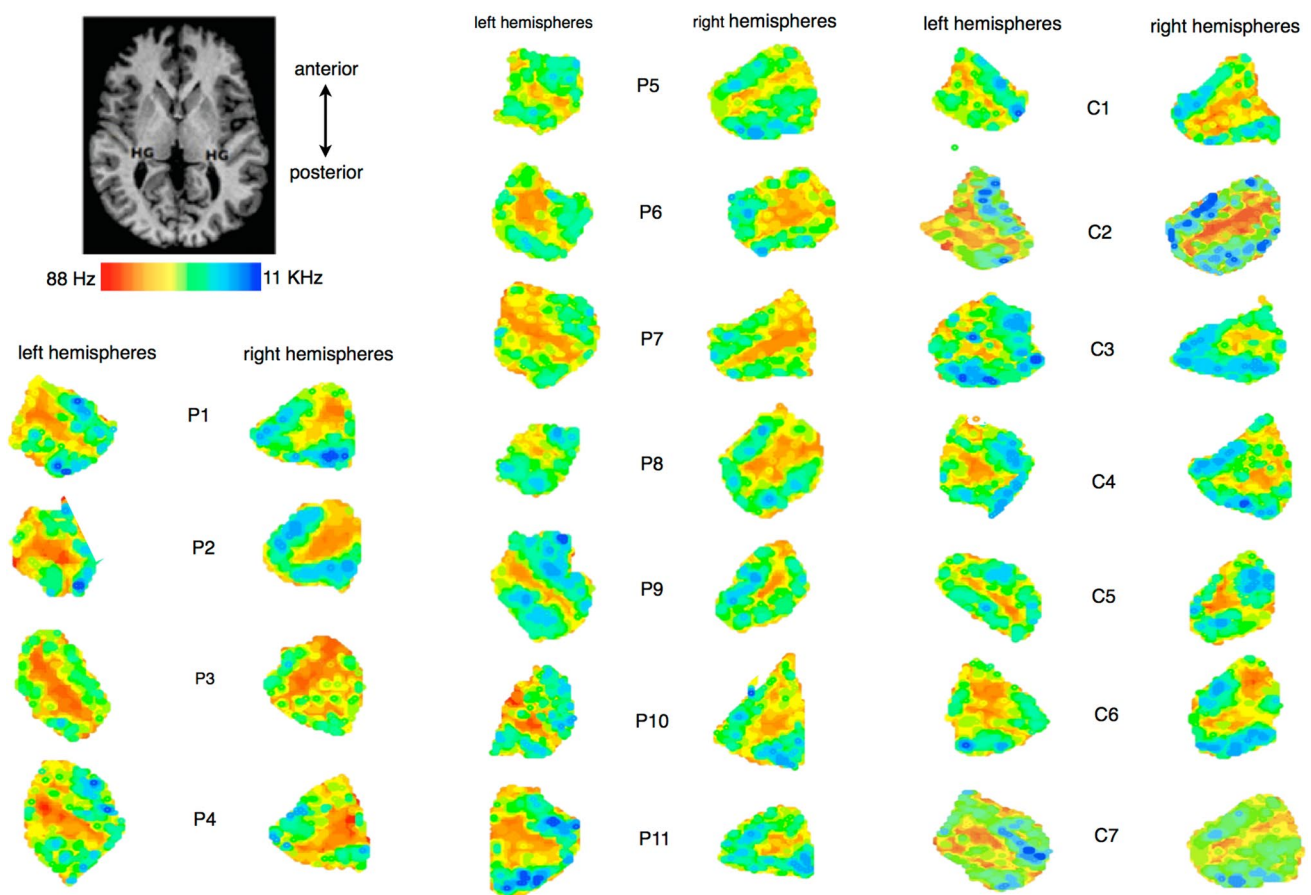 anterior
HG HG
posterior
88 Hz 11 KHz
left hemispheres right hemispheres
P1
P2
P3
P4
left hemispheres right hemispheres
P5
P6
P7
P8
P9
P10
P11
left hemispheres right hemispheres
C1
C2
C3
C4
C5
C6
C7